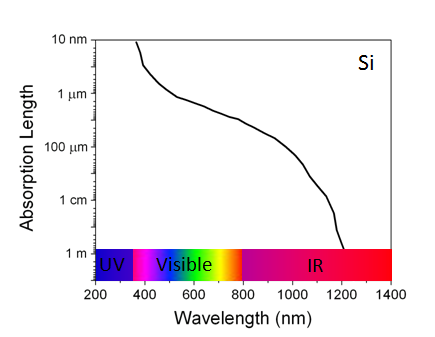 10 nm
Si
1 μm
100 μm
1 cm
1 m
Absorption Length
UV Visible IR
200 400 600 800 1000 1200 1400
Wavelength (nm)